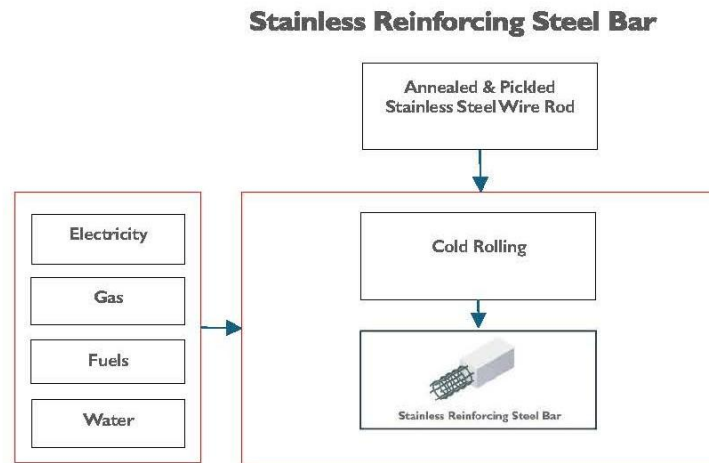 Stainless Reinforcing Steel Bar
Annealed & Pickled
Stainless Steel Wire Rod
Electricity
Gas
Fuels
Water
Cold Rolling
Stainless Reinforcing Steel Bar